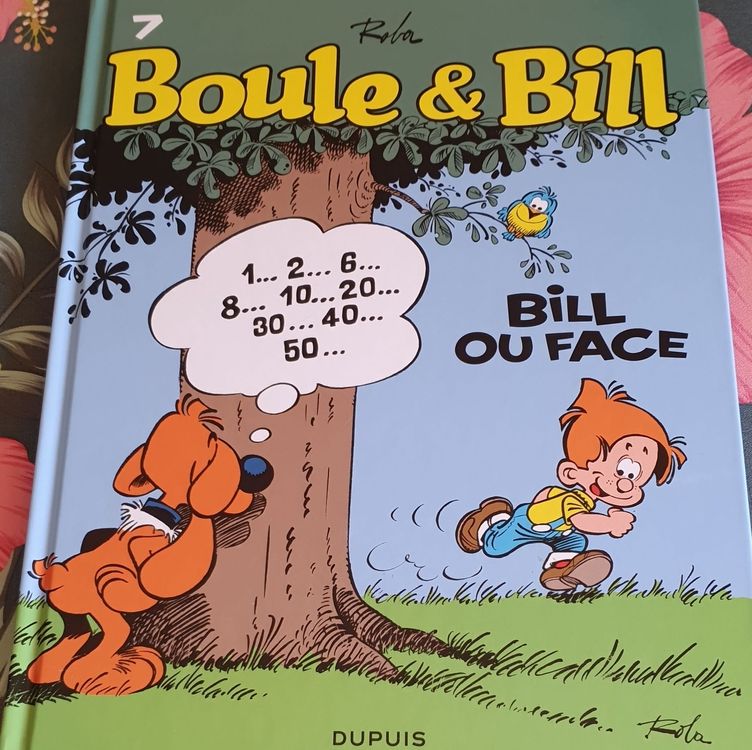 7
Roba
Boule & Bill
1... 2... 6...
8... 10... 20...
30... 40...
50...
BiLL
OU FACE
Roba
DUPUIS